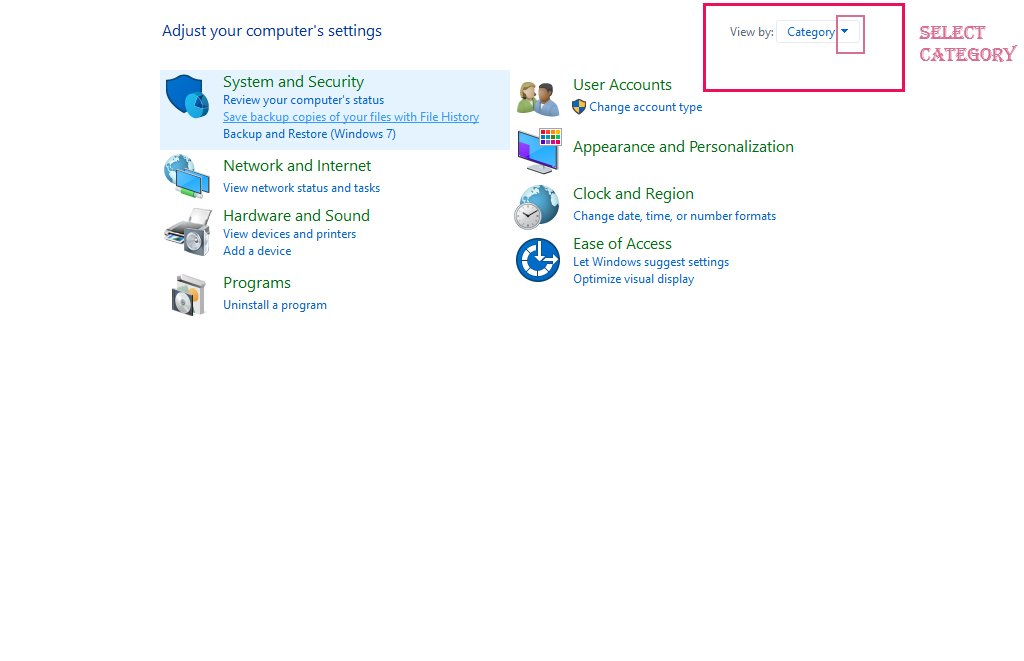 Adjust your computer's settings
View by: Category
SELECT
CATEGORY
System and Security
Review your computer's status
Save backup copies of your files with File History
Backup and Restore (Windows 7)
Network and Internet
View network status and tasks
Hardware and Sound
View devices and printers
Add a device
Programs
Uninstall a program
User Accounts
Change account type
Appearance and Personalization
Clock and Region
Change date, time, or number formats
Ease of Access
Let Windows suggest settings
Optimize visual display